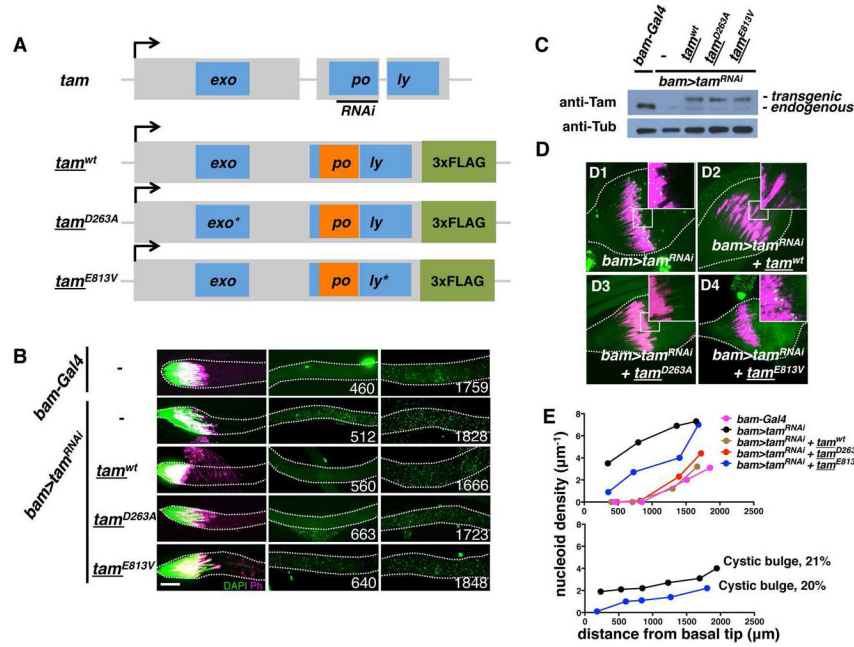 A
tam
exo
po
ly
RNAi
tam^wt
exo
po
ly
3xFLAG
tam^D263A
exo*
po
ly
3xFLAG
tam^E813V
exo
po
ly*
3xFLAG
B
bam-Gal4
-
460
1759
bam>tam^RNAi
-
512
1828
tam^wt
560
1666
tam^D263A
663
1723
tam^E813V
DAPI Ph
640
1848
C
bam-Gal4
-
tam^wt
tam^D263A
tam^E813V
bam>tam^RNAi
anti-Tam
- transgenic
- endogenous
anti-Tub
D
D1
bam>tam^RNAi
D2
bam>tam^RNAi
+ tam^wt
D3
bam>tam^RNAi
+ tam^D263A
D4
bam>tam^RNAi
+ tam^E813V
E
nucleoid density (µm⁻¹)
8
6
4
2
0
0 500 1000 1500 2000 2500
bam-Gal4
bam>tam^RNAi
bam>tam^RNAi + tam^wt
bam>tam^RNAi + tam^D263
bam>tam^RNAi + tam^E813
8
6
4
2
0
Cystic bulge, 21%
Cystic bulge, 20%
0 500 1000 1500 2000 2500
distance from basal tip (µm)